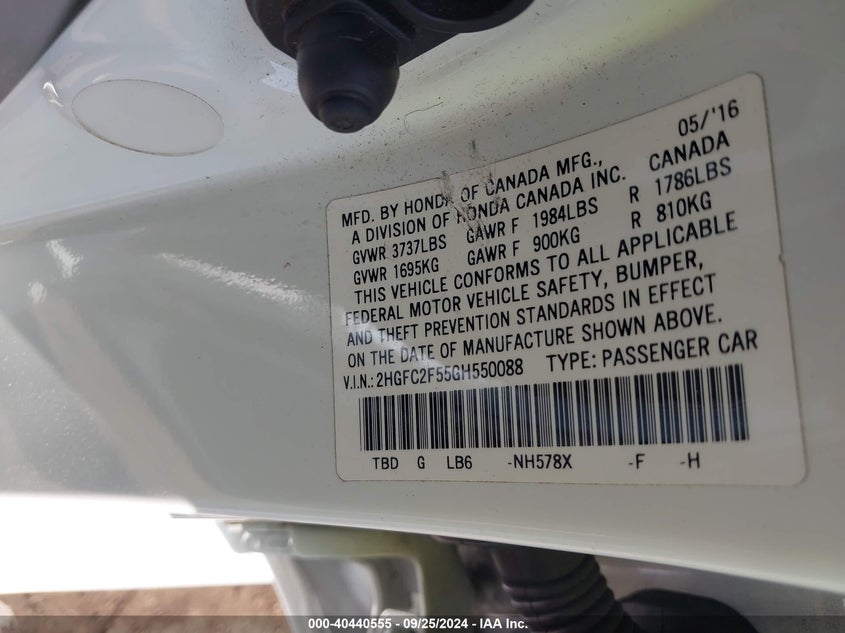 05/'16
MFD. BY HONDA OF CANADA MFG.,
A DIVISION OF HONDA CANADA INC. CANADA
GVWR 3737LBS GAWR F 1984LBS R 1786LBS
GVWR 1695KG GAWR F 900KG R 810KG
THIS VEHICLE CONFORMS TO ALL APPLICABLE
FEDERAL MOTOR VEHICLE SAFETY, BUMPER,
AND THEFT PREVENTION STANDARDS IN EFFECT
ON THE DATE OF MANUFACTURE SHOWN ABOVE.
V.I.N.: 2HGFC2F55GH550088 TYPE: PASSENGER CAR
TBD G LB6 -NH578X -F -H
000-40440555 - 09/25/2024 - IAA Inc.